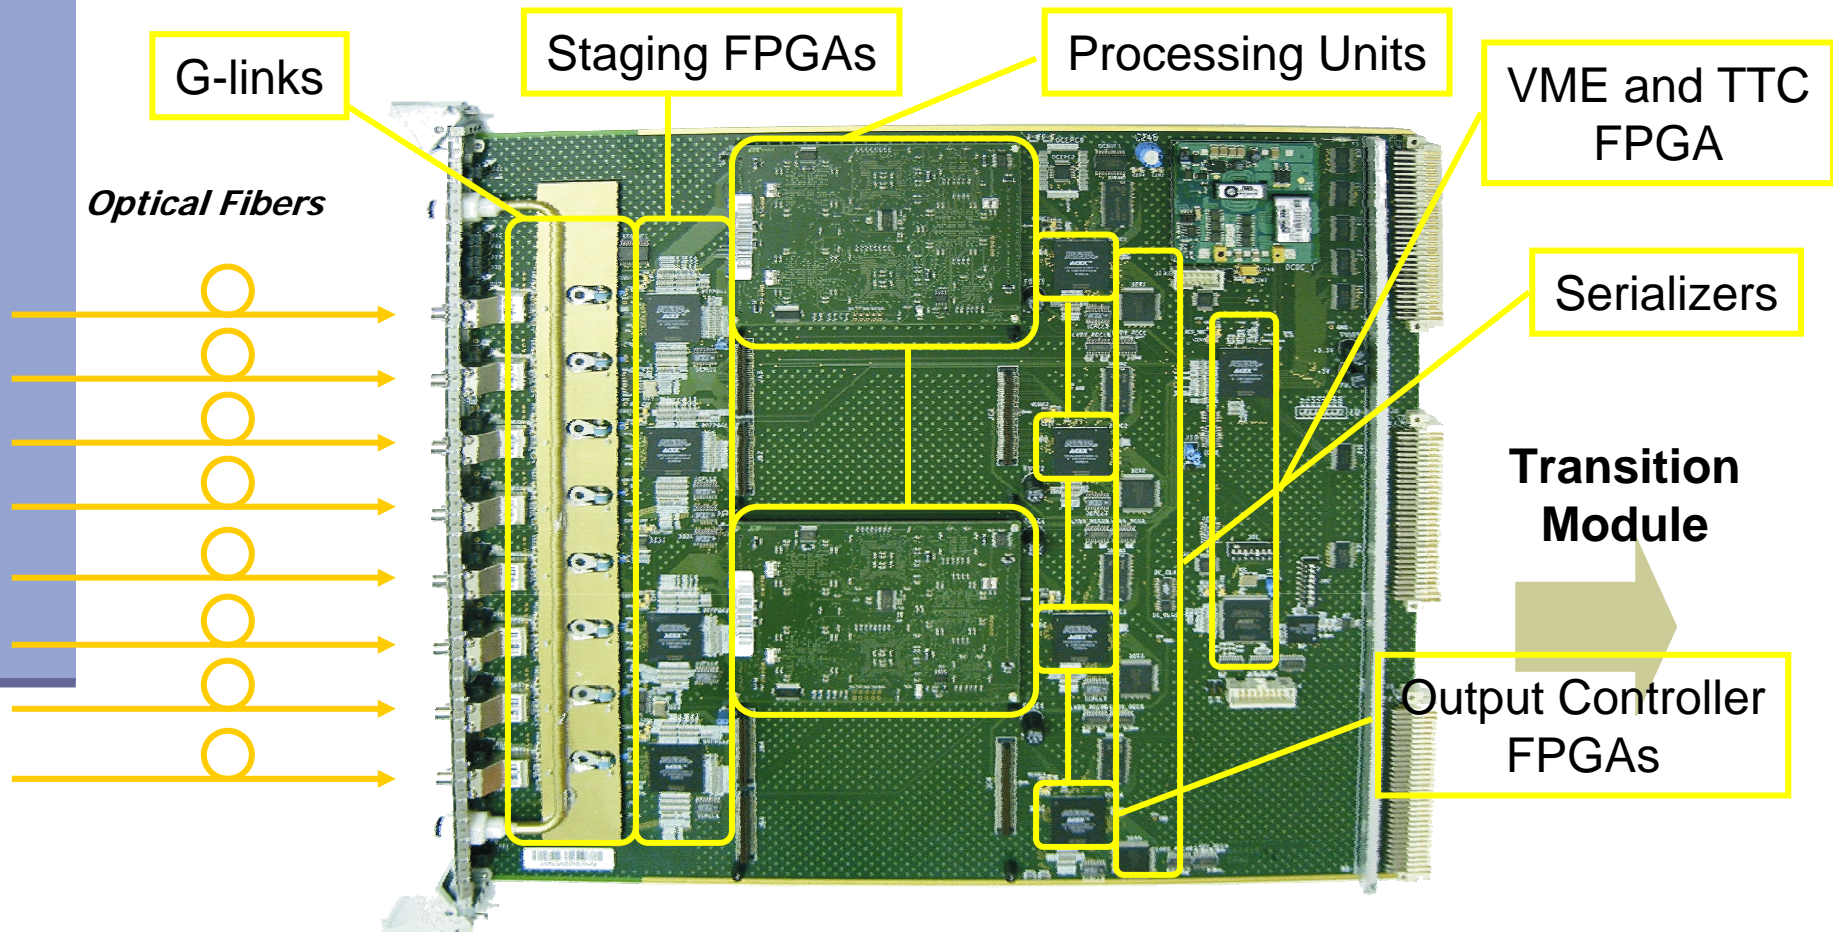 G-links
Staging FPGAs
Processing Units
VME and TTC
FPGA
Optical Fibers
Serializers
Transition
Module
Output Controller
FPGAs